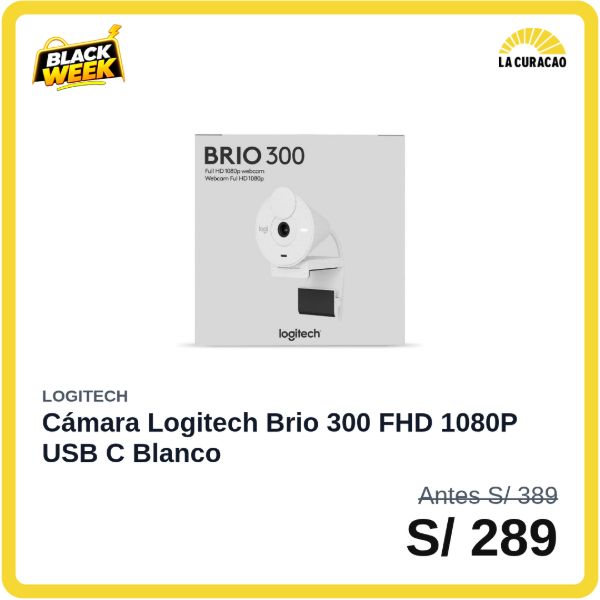 BLACK
WEEK
LA CURACAO
BRIO 300
Full HD 1080p webcam
Webcam Ful HD 1080p
logi
logitech
LOGITECH
Cámara Logitech Brio 300 FHD 1080P
USB C Blanco
Antes S/ 389
S/ 289